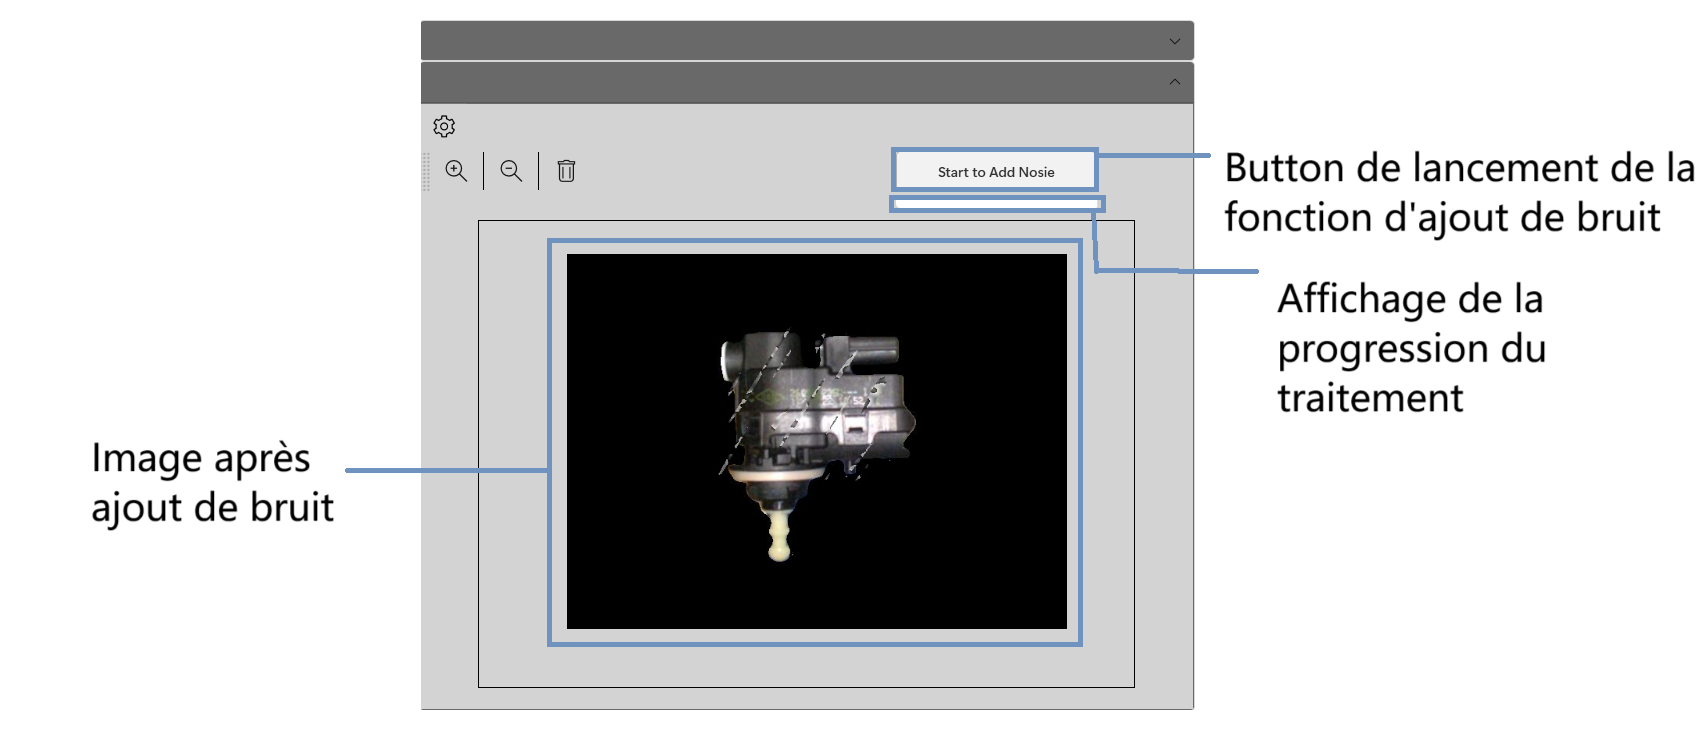 Start to Add Nosie
Button de lancement de la
fonction d'ajout de bruit
Affichage de la
progression du
traitement
Image après
ajout de bruit